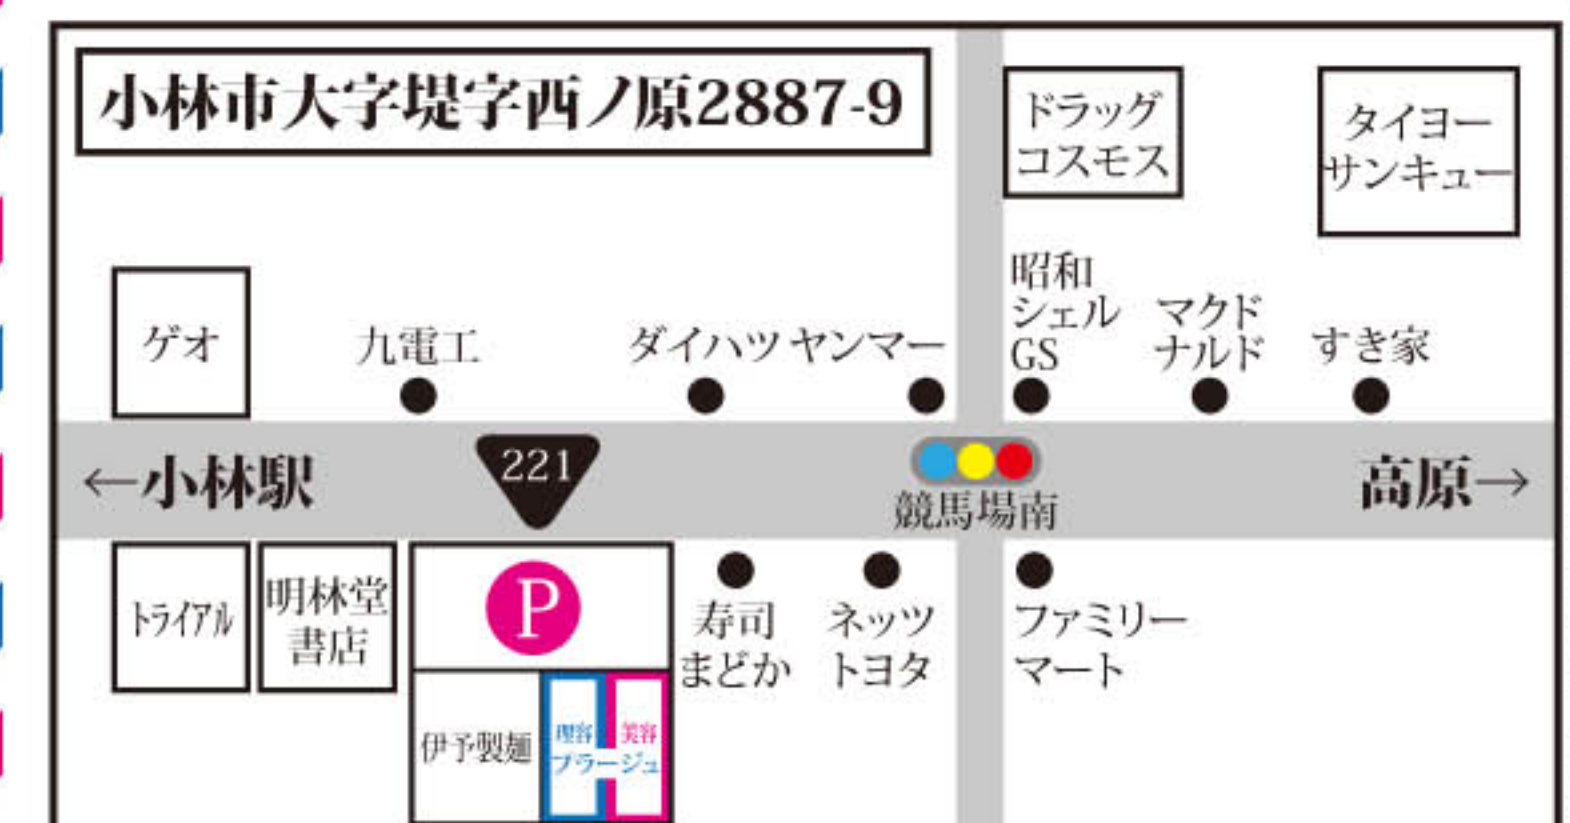 小林市大字堤字西ノ原2887-9
ドラッグ
コスモス
タイヨー
サンキュー
ゲオ
九電工
ダイハツ
ヤンマー
昭和
シェル
GS
マクド
ナルド
すき家
←小林駅
221
競馬場南
高原→
トライアル
明林堂
書店
P
寿司
まどか
ネッツ
トヨタ
ファミリー
マート
伊予製麺
理容
美容
プラージュ